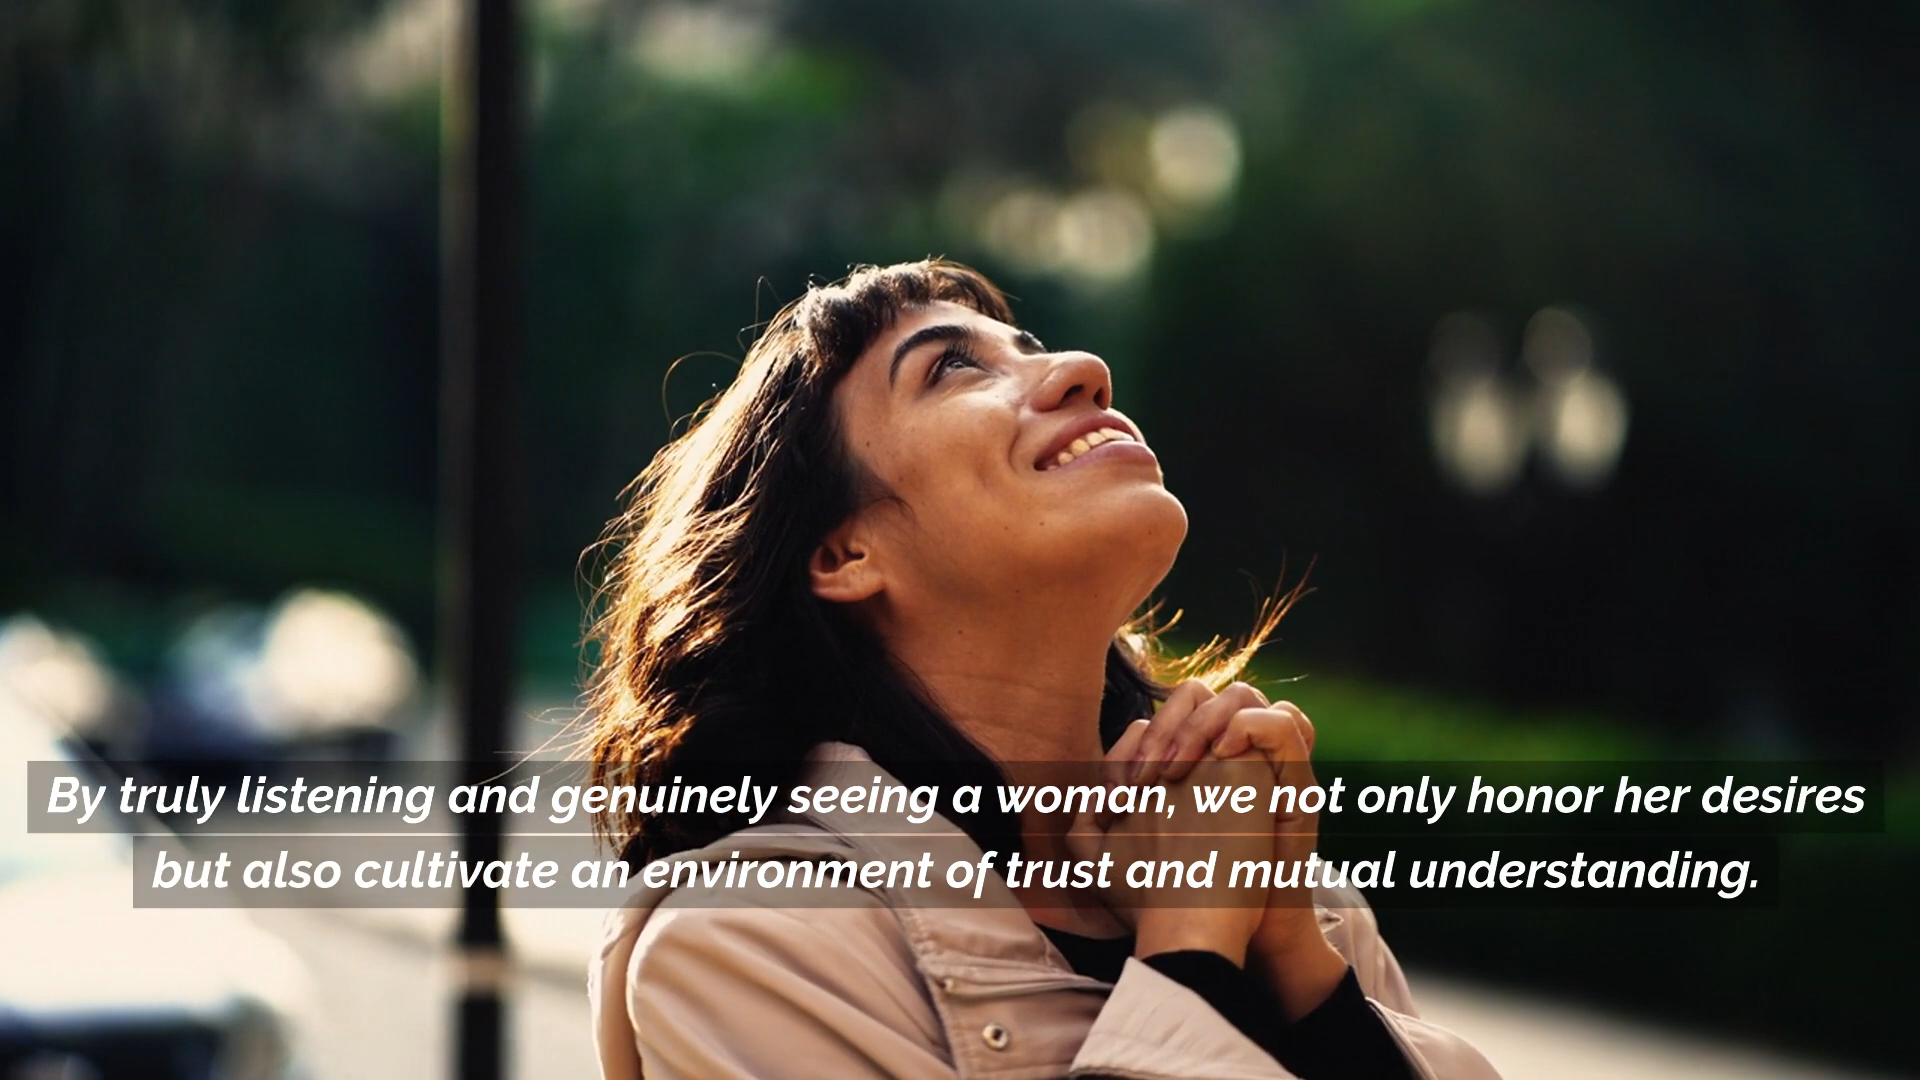 By truly listening and genuinely seeing a woman, we not only honor her desires
but also cultivate an environment of trust and mutual understanding.